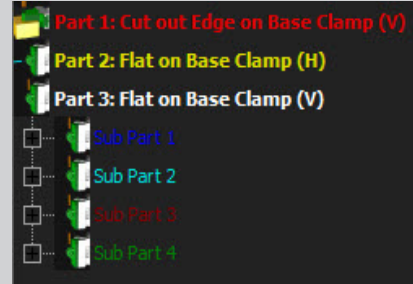 Part 1: Cut out Edge on Base Clamp (V)
Part 2: Flat on Base Clamp (H)
Part 3: Flat on Base Clamp (V)
Sub Part 1
Sub Part 2
Sub Part 3
Sub Part 4